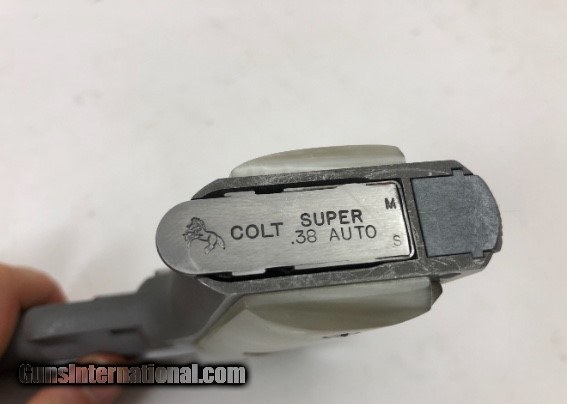 COLT SUPER M
.38 AUTO S
GunsInternational.com